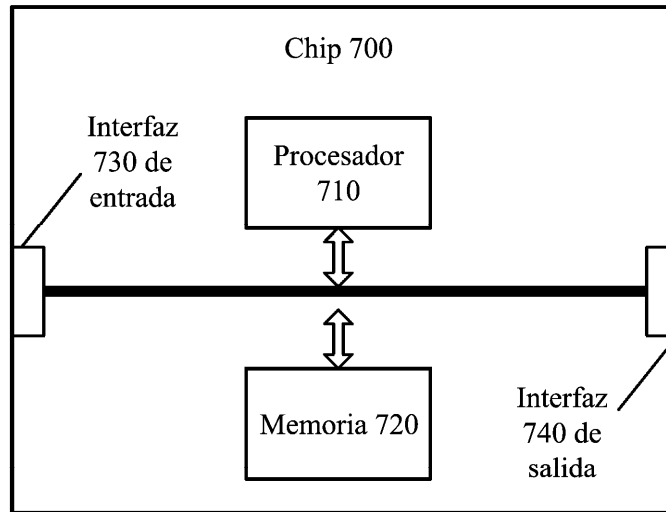 Chip 700
Interfaz
730 de
entrada
Procesador
710
Memoria 720
Interfaz
740 de
salida